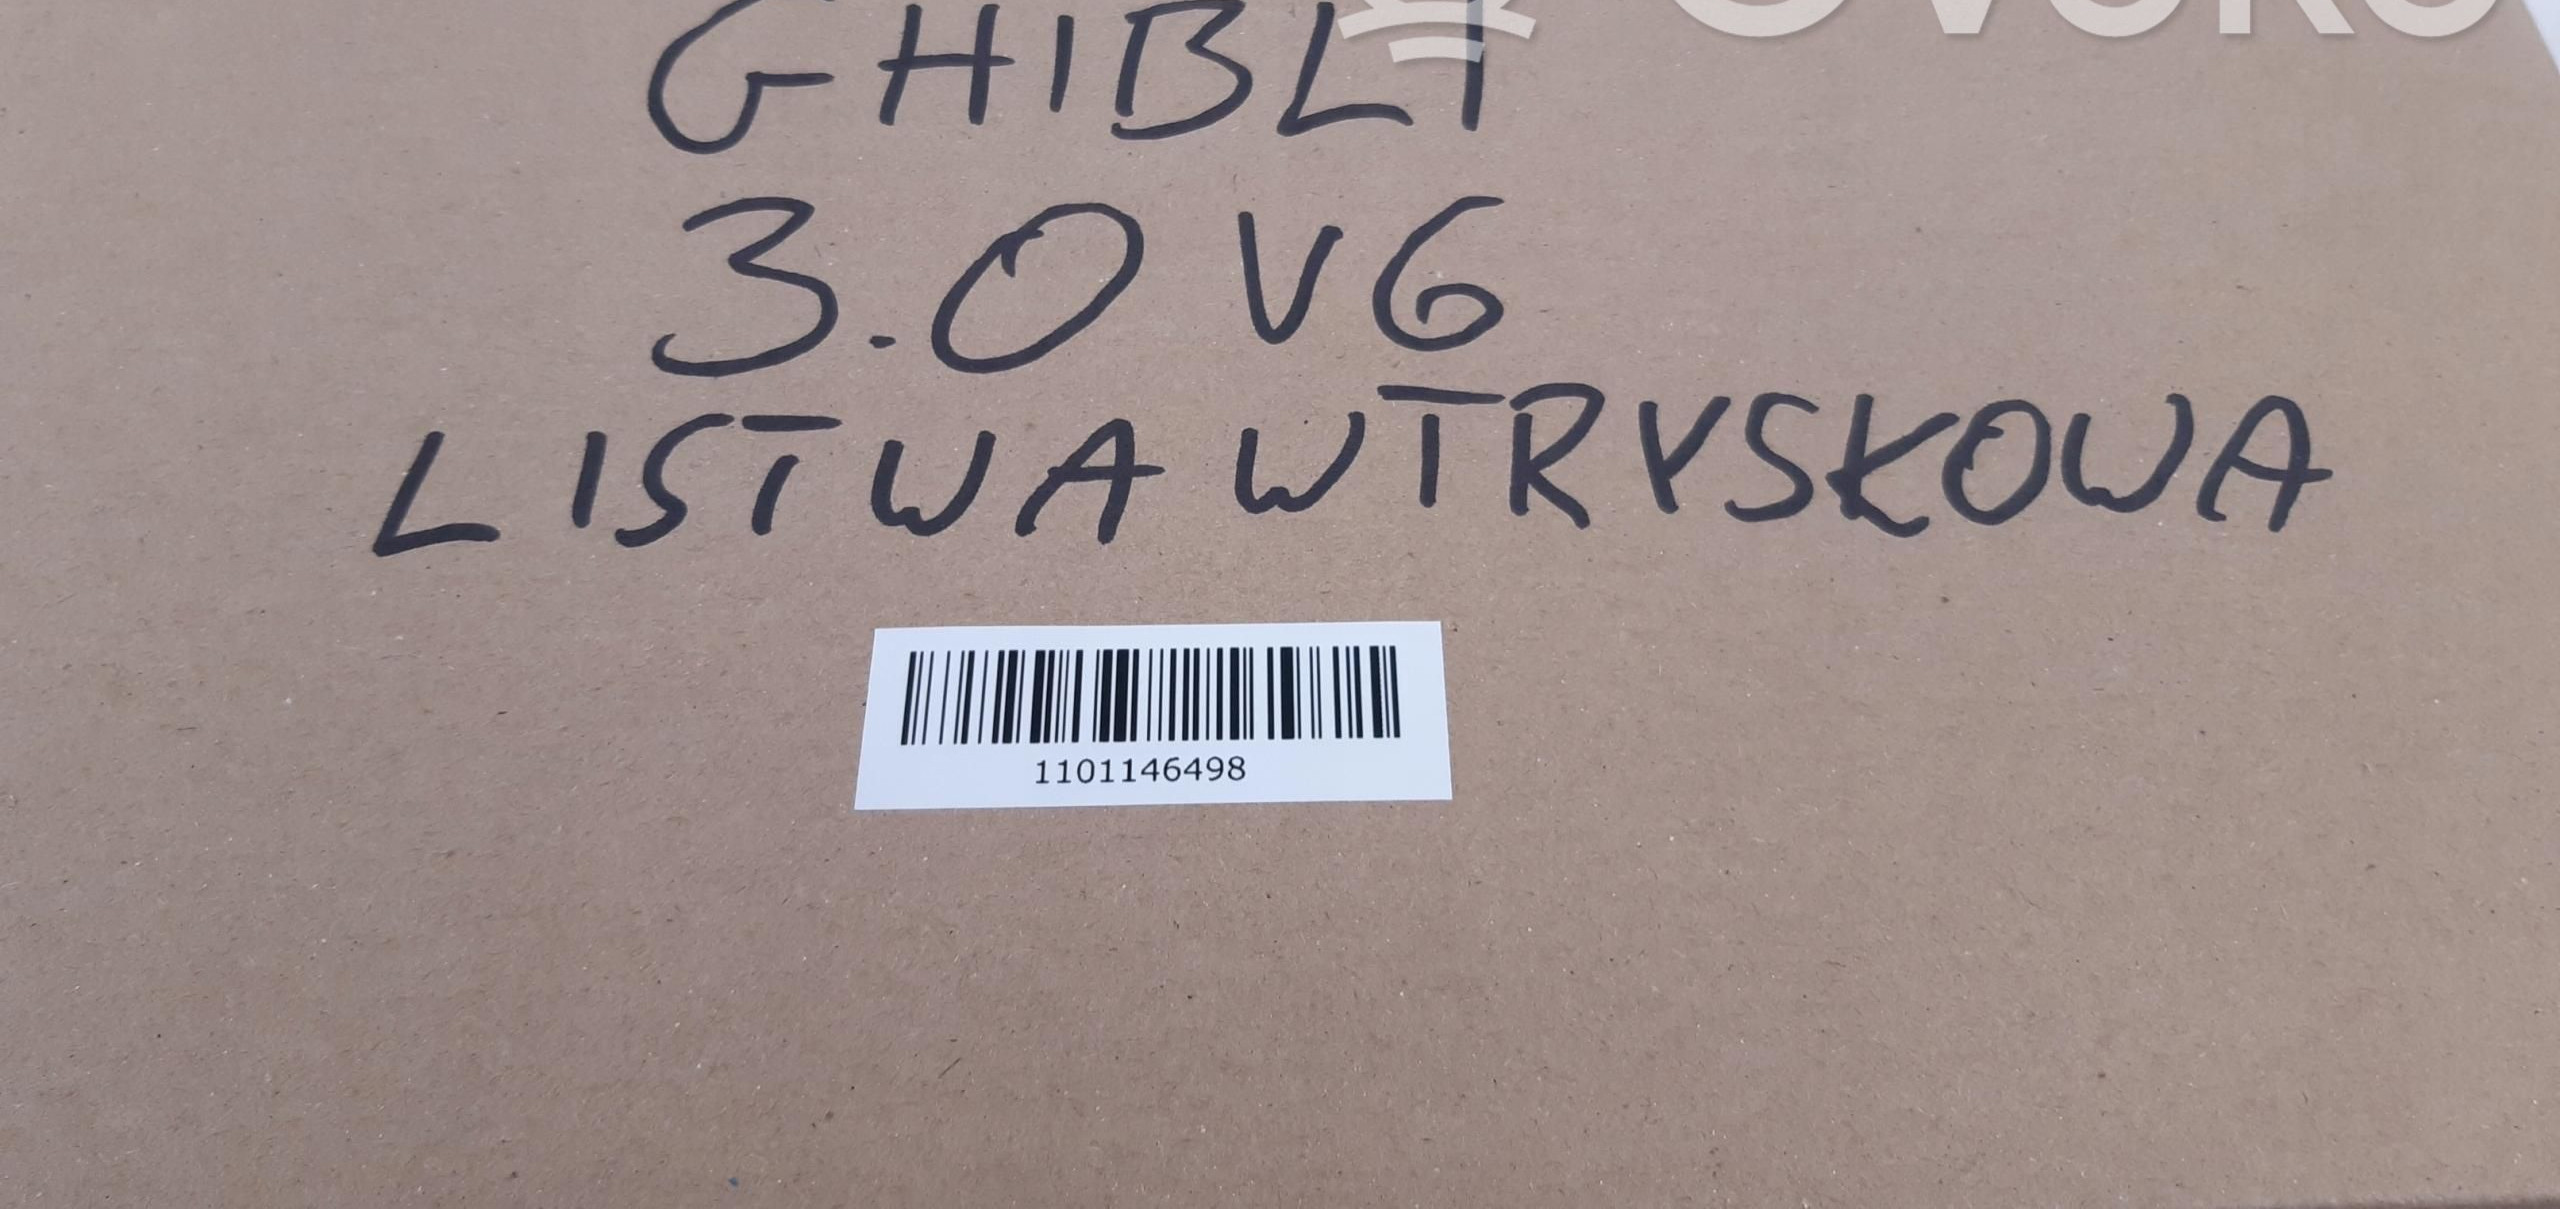 GHIBLI
3.0 V6
LISTWA WTRYSKOWA
1101146498